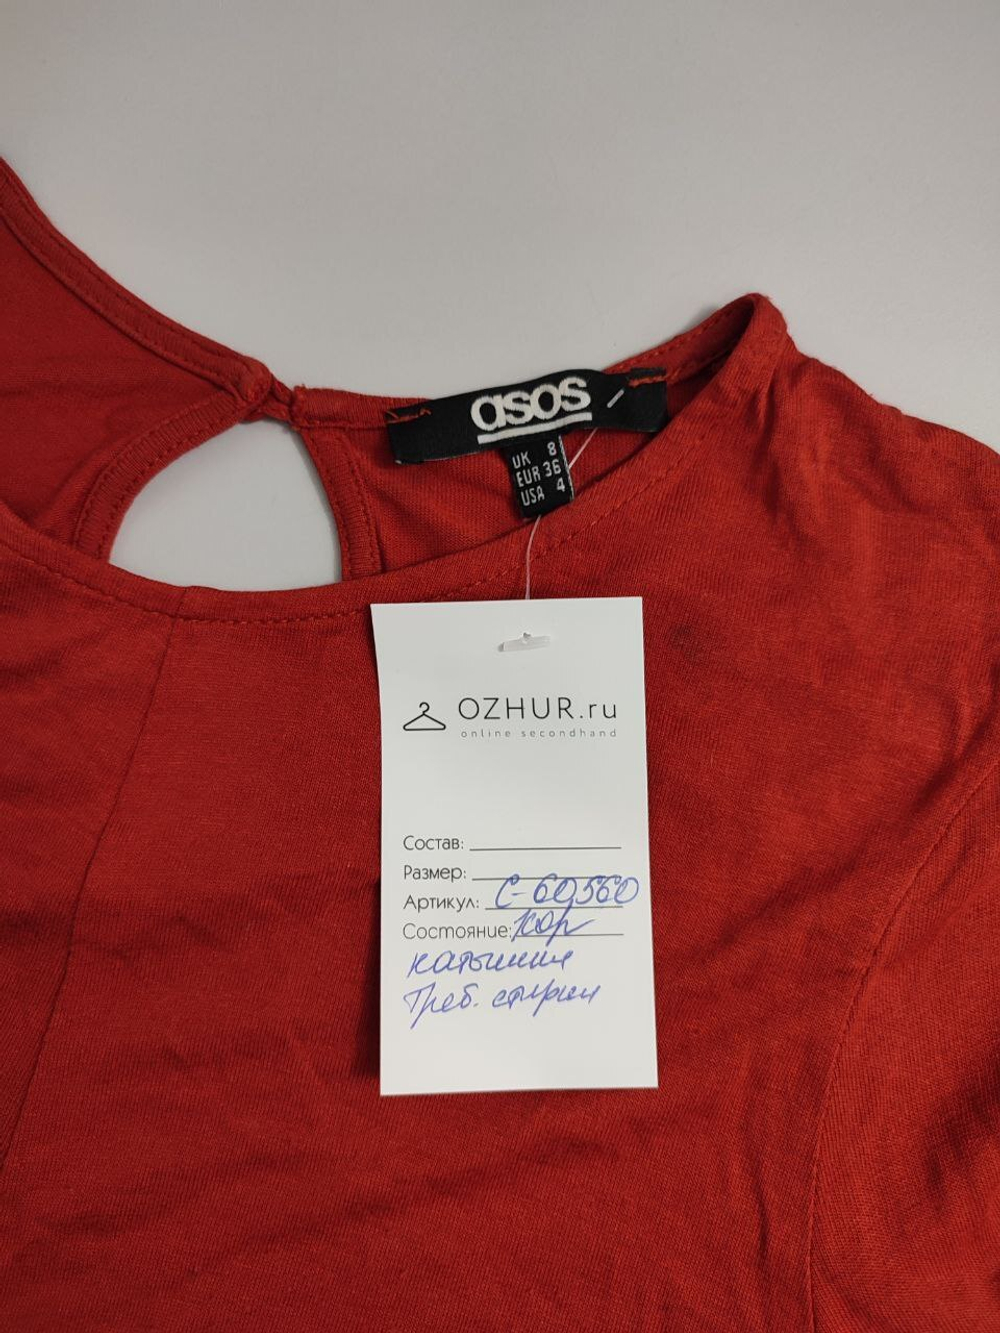 asos
UK 8
EUR 36
USA 4
OZHUR.ru
online secondhand
Состав:
Размер:
Артикул: С-60560
Состояние: хор
катышки
Треб. стирки